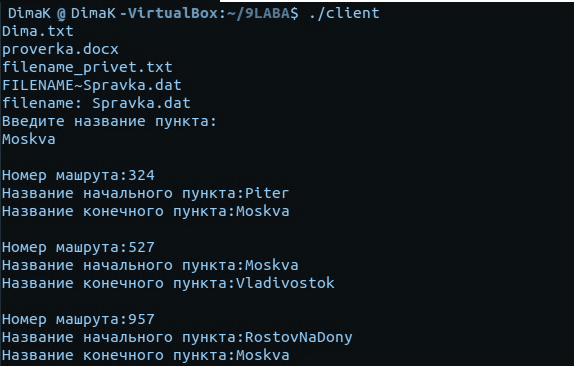 DimaK @ DimaK-VirtualBox:~/9LABA$ ./client
Dima.txt
proverka.docx
filename_privet.txt
FILENAME~Spravka.dat
filename: Spravka.dat
Введите название пункта:
Moskva
Номер машрута:324
Название начального пункта:Piter
Название конечного пункта:Moskva
Номер машрута:527
Название начального пункта:Moskva
Название конечного пункта:Vladivostok
Номер машрута:957
Название начального пункта:RostovNaDony
Название конечного пункта:Moskva